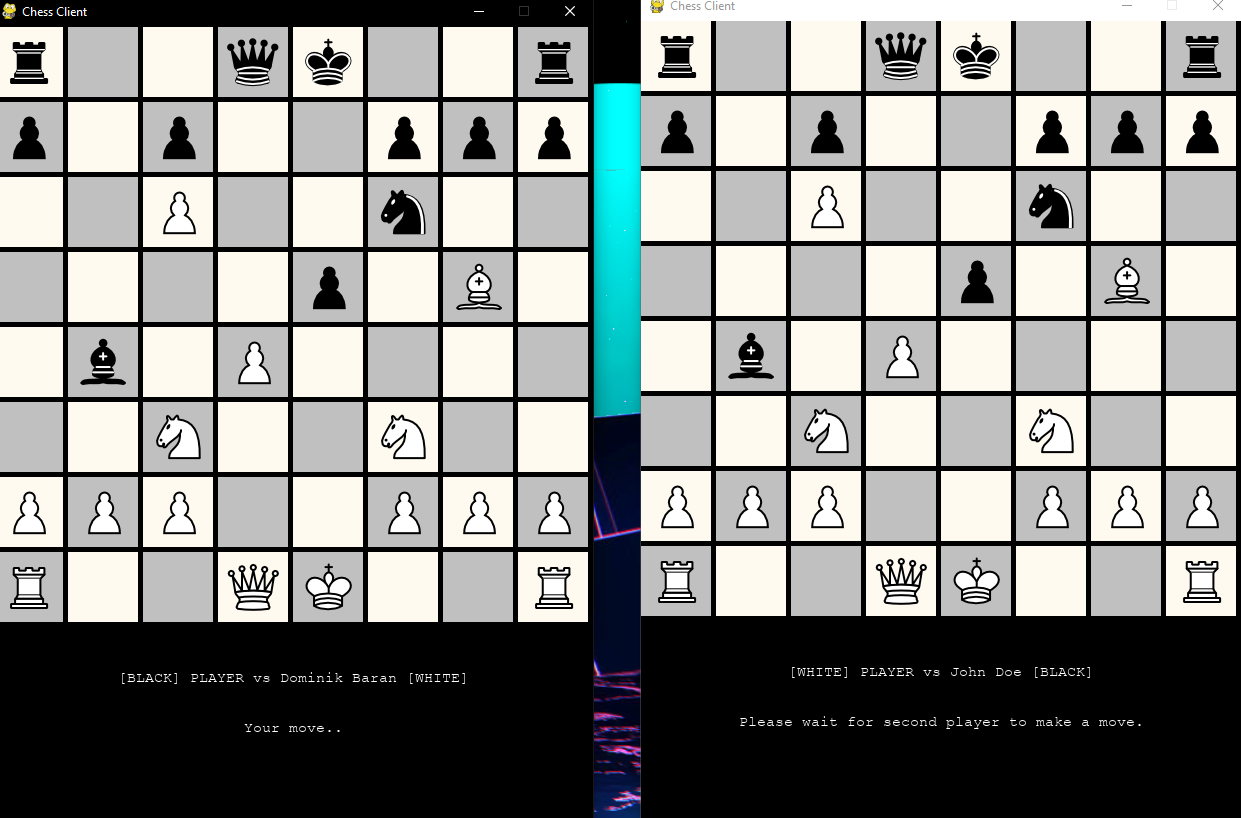 Chess Client
[BLACK] PLAYER vs Dominik Baran [WHITE]
Your move..
Chess Client
[WHITE] PLAYER vs John Doe [BLACK]
Please wait for second player to make a move.